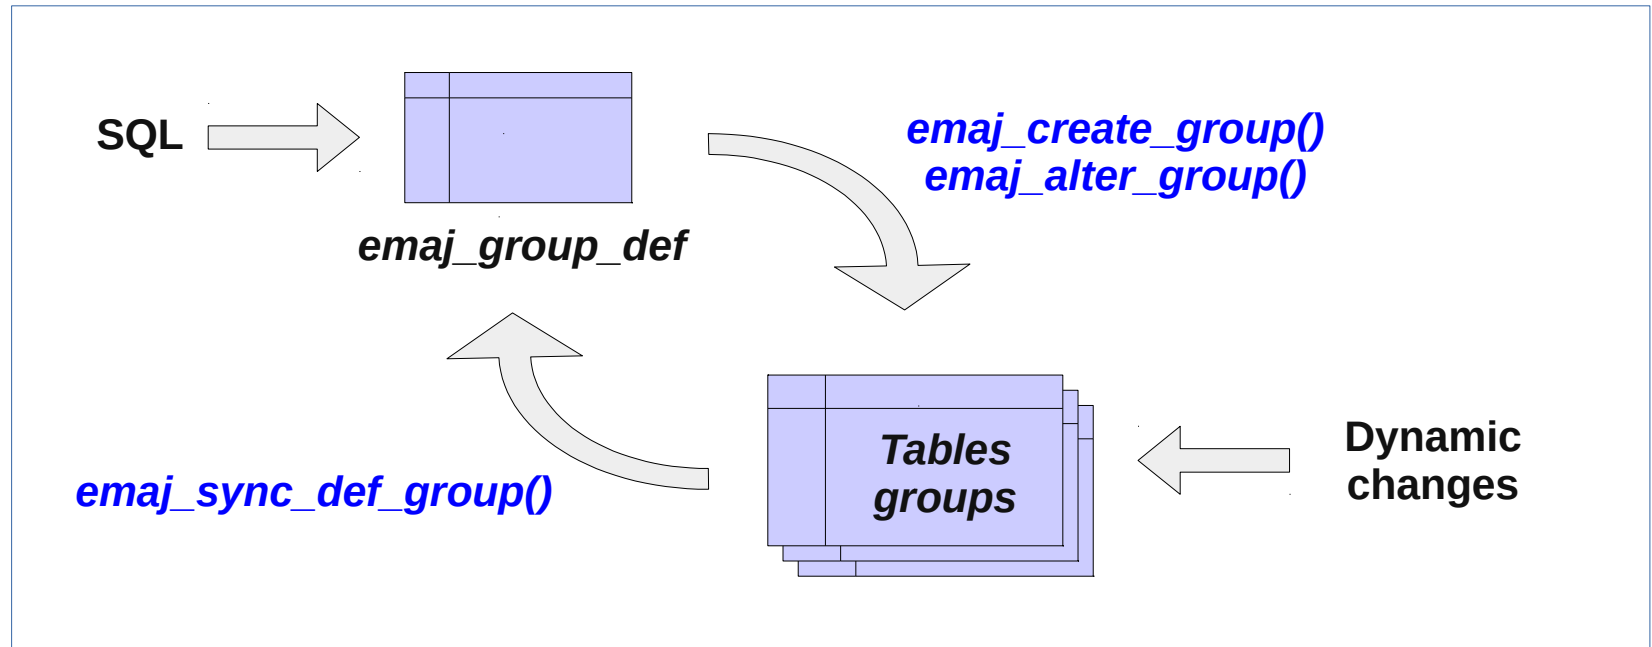 SQL
emaj_group_def
emaj_create_group()
emaj_alter_group()
emaj_sync_def_group()
Tables
groups
Dynamic
changes